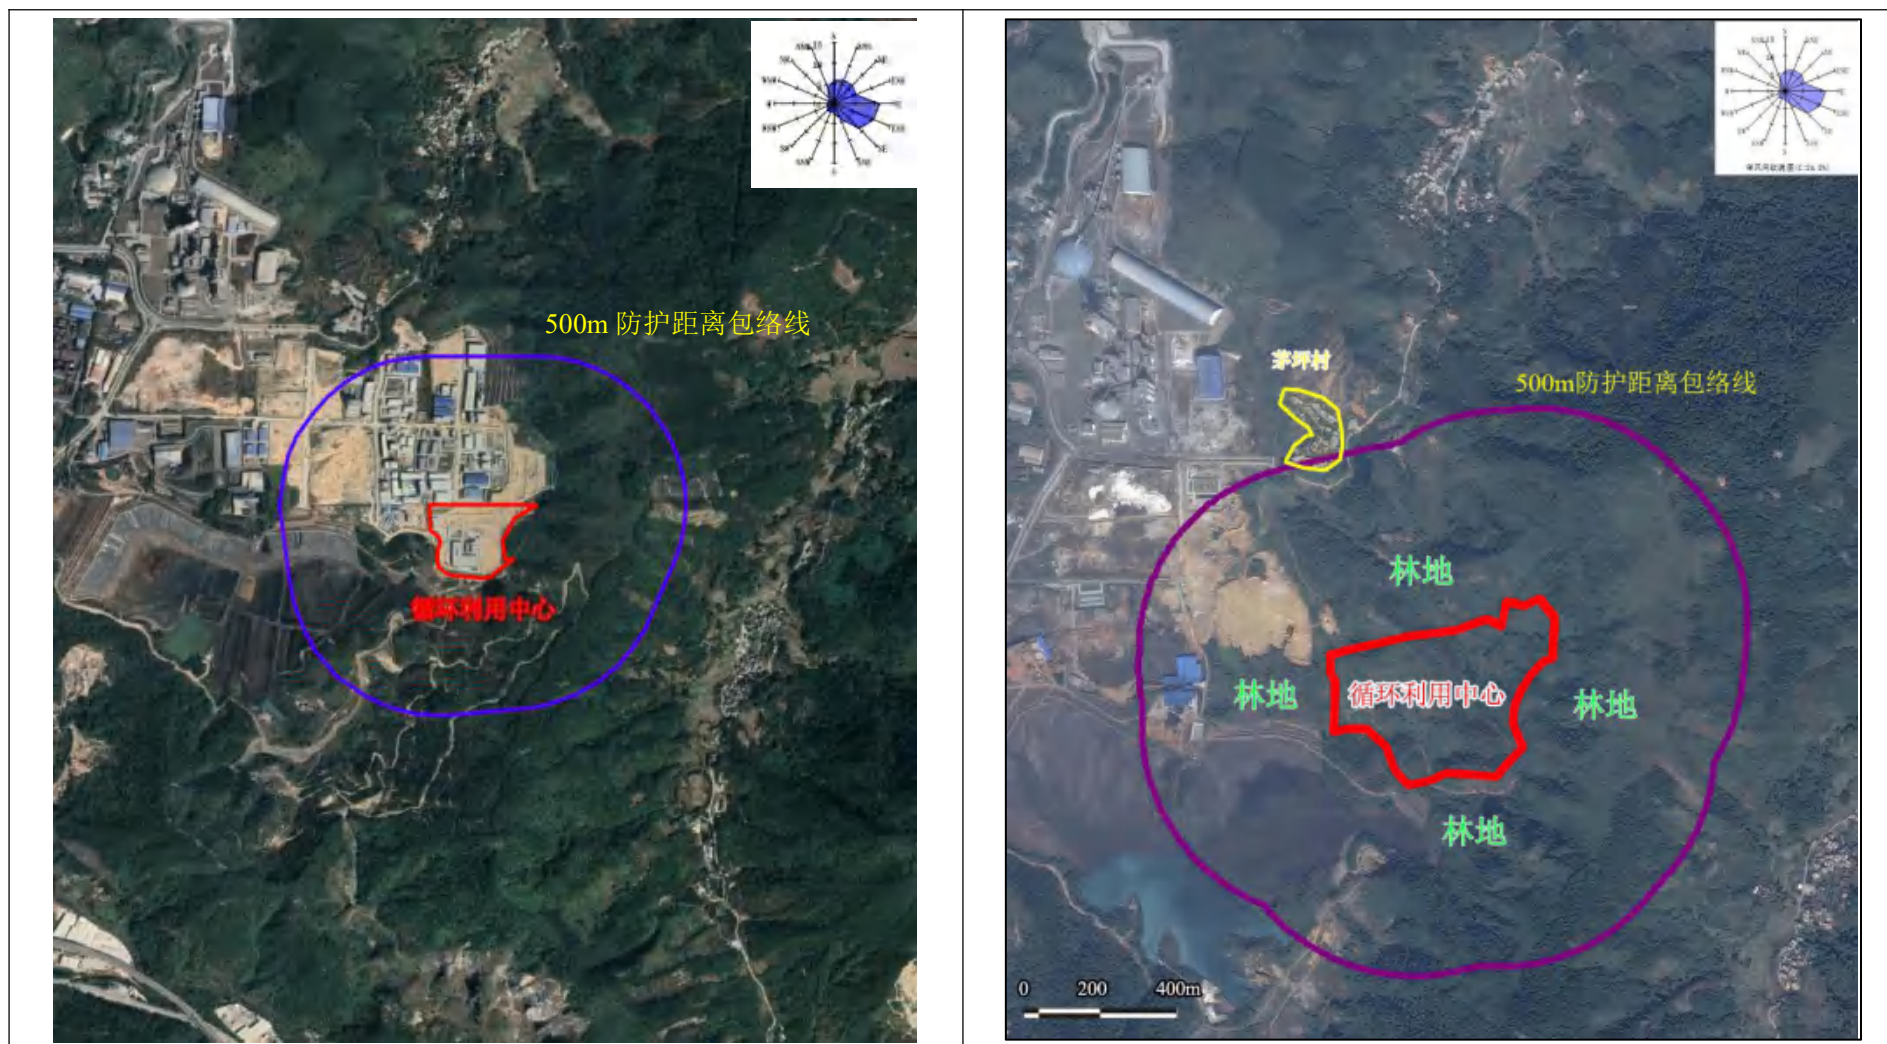 500m 防护距离包络线
循环利用中心
茅坪村
500m防护距离包络线
林地
林地
循环利用中心
林地
林地
0 200 400m